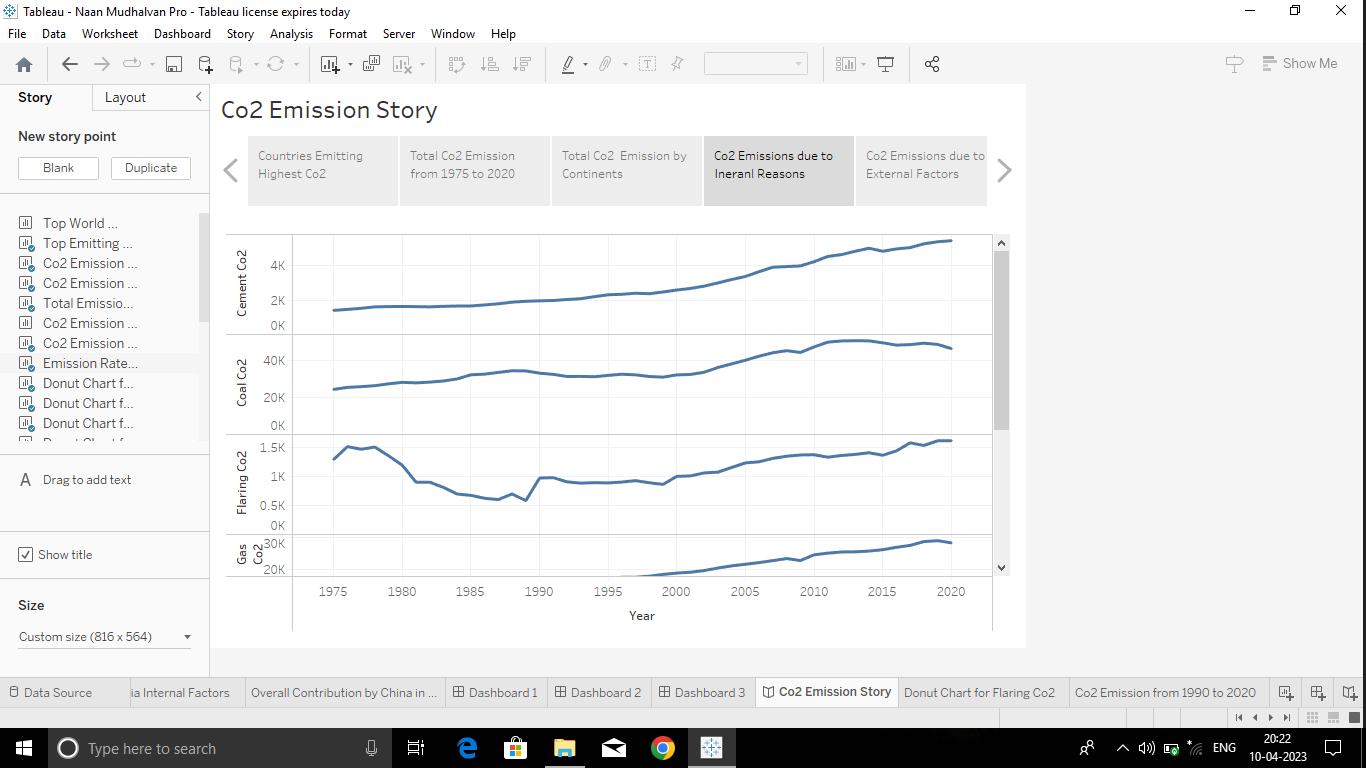 Tableau - Naan Mudhalvan Pro - Tableau license expires today
File Data Worksheet Dashboard Story Analysis Format Server Window Help
Show Me
Story Layout
New story point
Blank Duplicate
Top World ...
Top Emitting ...
Co2 Emission ...
Co2 Emission ...
Total Emissio...
Co2 Emission ...
Co2 Emission ...
Emission Rate...
Donut Chart f...
Donut Chart f...
Donut Chart f...
A Drag to add text
Show title
Size
Custom size (816 x 564)
Co2 Emission Story
Countries Emitting
Highest Co2
Total Co2 Emission
from 1975 to 2020
Total Co2 Emission by
Continents
Co2 Emissions due to
Ineranl Reasons
Co2 Emissions due to
External Factors
Cement Co2
4K
2K
0K
Coal Co2
40K
20K
0K
Flaring Co2
1.5K
1K
0.5K
0K
Gas
Co2
30K
20K
1975 1980 1985 1990 1995 2000 2005 2010 2015 2020
Year
Data Source ia Internal Factors Overall Contribution by China in ... Dashboard 1 Dashboard 2 Dashboard 3 Co2 Emission Story Donut Chart for Flaring Co2 Co2 Emission from 1990 to 2020
Type here to search
ENG
20:22
10-04-2023